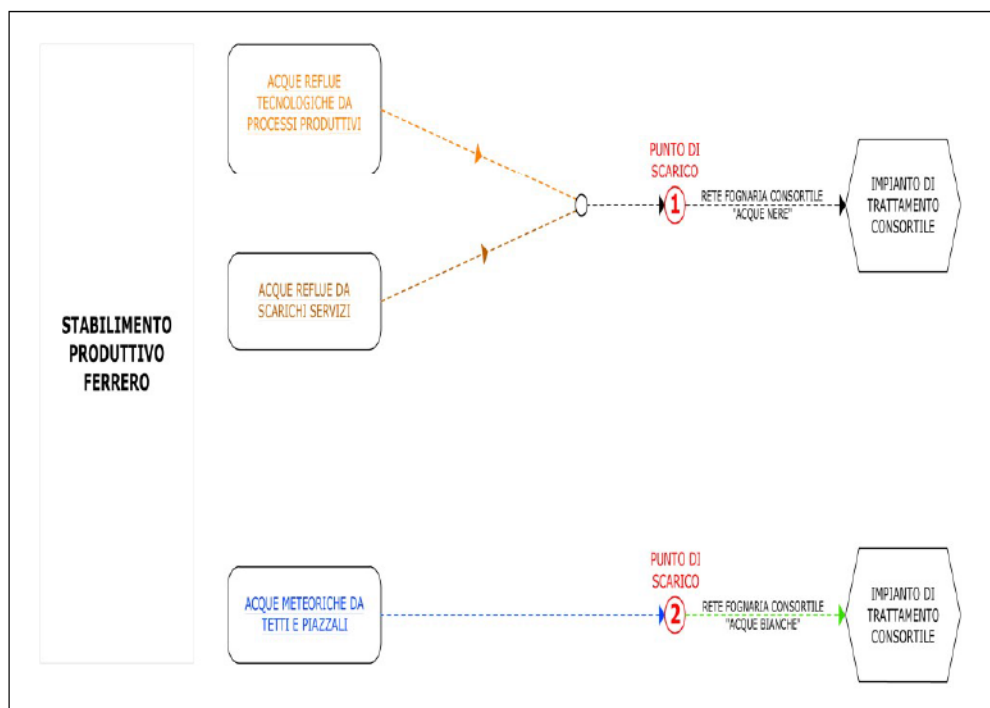 STABILIMENTO
PRODUTTIVO
FERRERO
ACQUE REFLUE
TECNOLOGICHE DA
PROCESSI PRODUTTIVI
ACQUE REFLUE DA
SCARICHI SERVIZI
PUNTO DI
SCARICO
1
RETE FOGNARIA CONSORTILE
"ACQUE NERE"
IMPIANTO DI
TRATTAMENTO
CONSORTILE
ACQUE METEORICHE DA
TETTI E PIAZZALI
PUNTO DI
SCARICO
2
RETE FOGNARIA CONSORTILE
"ACQUE BIANCHE"
IMPIANTO DI
TRATTAMENTO
CONSORTILE